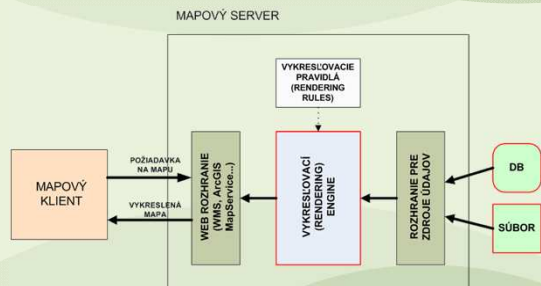 MAPOVÝ SERVER
VYKRESĽOVACIE
PRAVIDLÁ
(RENDERING
RULES)
MAPOVÝ
KLIENT
POŽIADAVKA
NA MAPU
VYKRESLENÁ
MAPA
WEB ROZHRANIE
(WMS, ArcGIS
MapService...)
VYKRESĽOVACÍ
(RENDERING)
ENGINE
ROZHRANIE PRE
ZDROJE ÚDAJOV
DB
SÚBOR